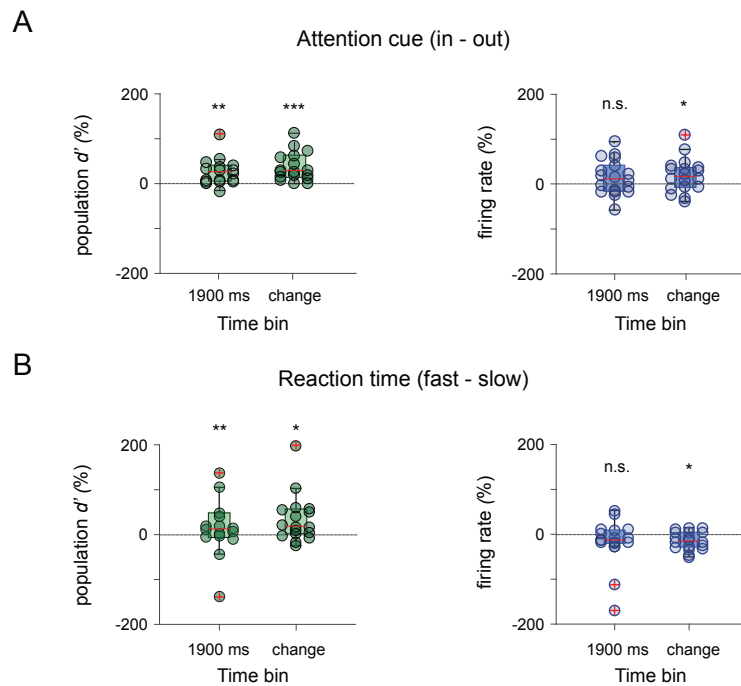 A
Attention cue (in - out)
200
0
-200
population d' (%)
**
***
1900 ms
change
Time bin
200
0
-200
firing rate (%)
n.s.
*
1900 ms
change
Time bin
B
Reaction time (fast - slow)
200
0
-200
population d' (%)
**
*
1900 ms
change
Time bin
200
0
-200
firing rate (%)
n.s.
*
1900 ms
change
Time bin